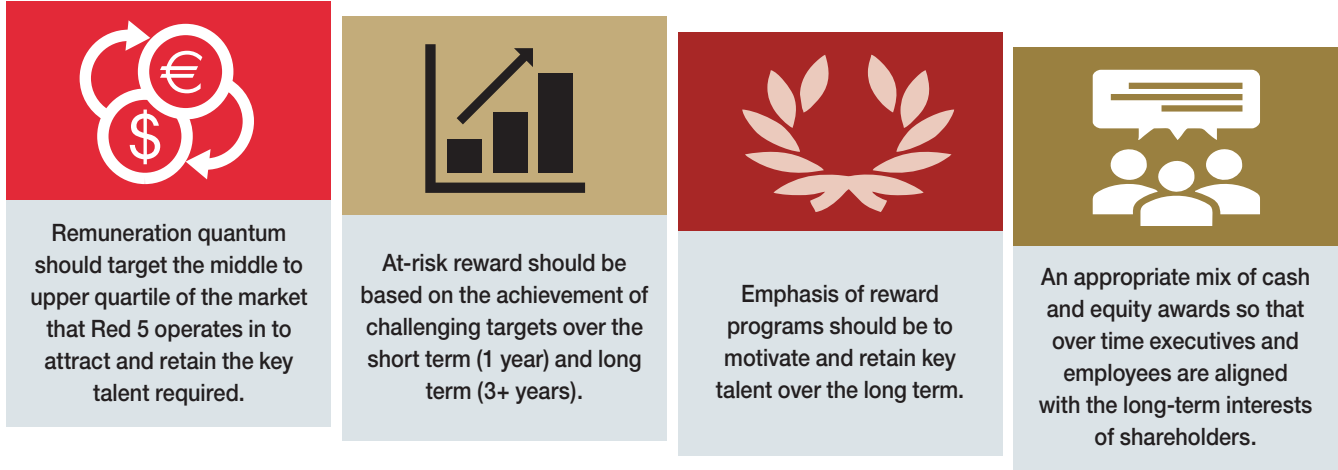 €
$
Remuneration quantum
should target the middle to
upper quartile of the market
that Red 5 operates in to
attract and retain the key
talent required.
At-risk reward should be
based on the achievement of
challenging targets over the
short term (1 year) and long
term (3+ years).
Emphasis of reward
programs should be to
motivate and retain key
talent over the long term.
An appropriate mix of cash
and equity awards so that
over time executives and
employees are aligned
with the long-term interests
of shareholders.